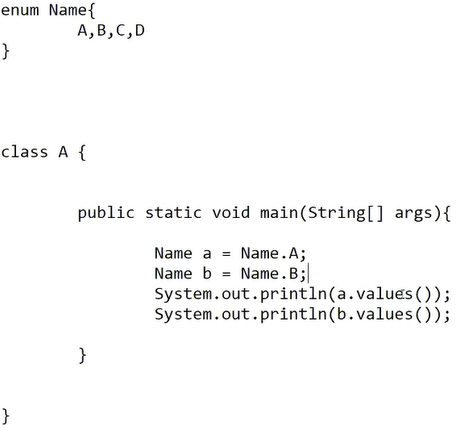 enum Name{
A,B,C,D
}
class A {
public static void main(String[] args){
Name a = Name.A;
Name b = Name.B;
System.out.println(a.values());
System.out.println(b.values());
}
}